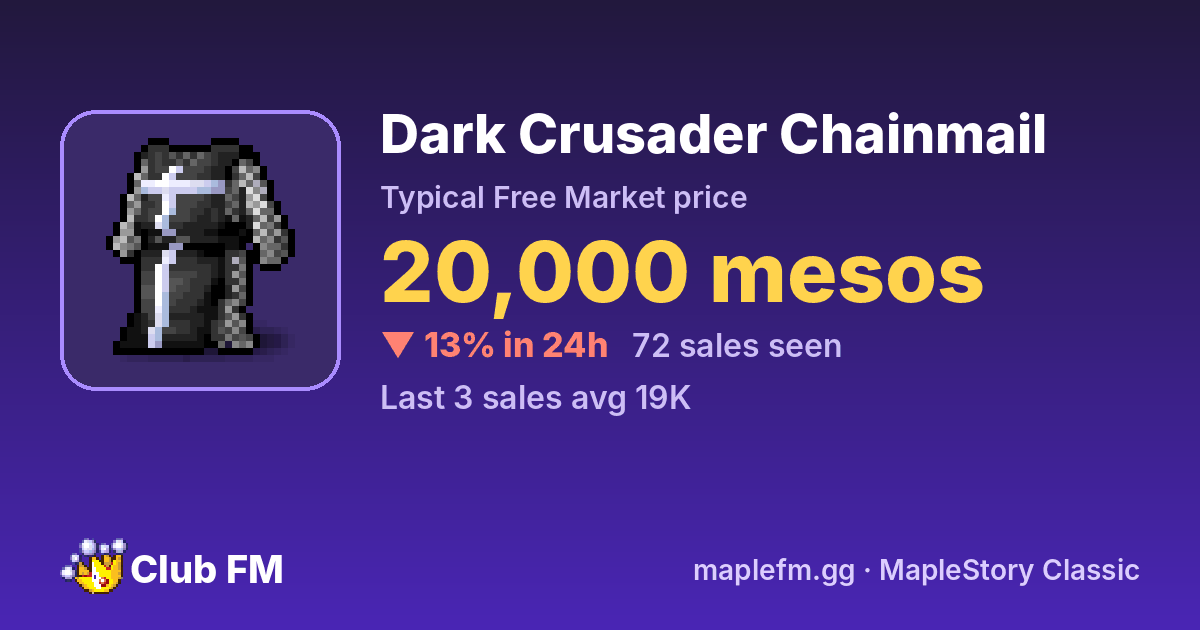 Dark Crusader Chainmail
Typical Free Market price
20,000 mesos
▼ 13% in 24h 72 sales seen
Last 3 sales avg 19K
Club FM
maplefm.gg · MapleStory Classic